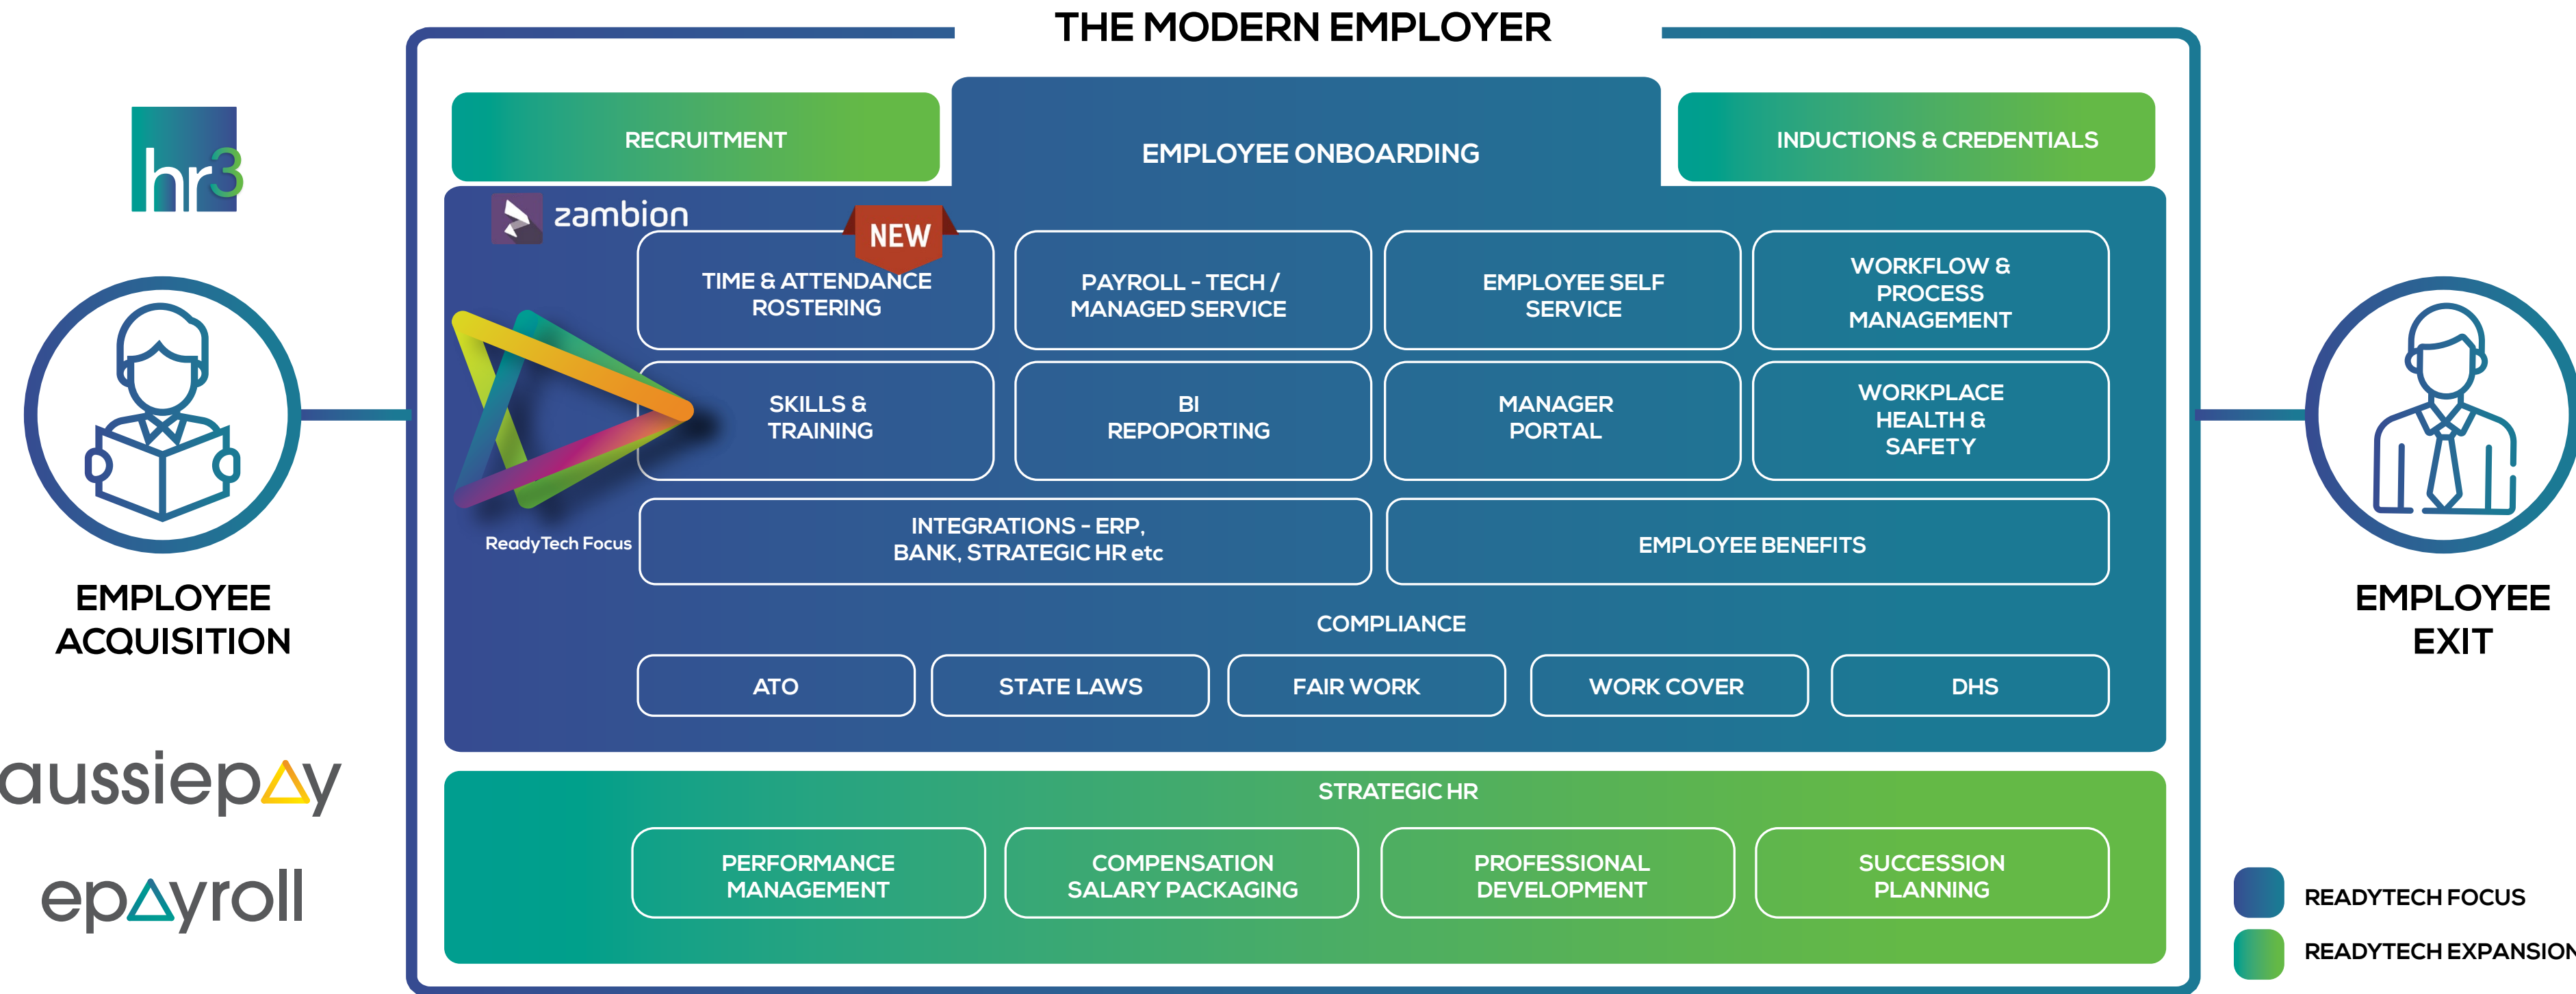 THE MODERN EMPLOYER
hr3
RECRUITMENT
EMPLOYEE ONBOARDING
INDUCTIONS & CREDENTIALS
zambion
NEW
TIME & ATTENDANCE
ROSTERING
PAYROLL - TECH /
MANAGED SERVICE
EMPLOYEE SELF
SERVICE
WORKFLOW &
PROCESS
MANAGEMENT
SKILLS &
TRAINING
BI
REPOPORTING
MANAGER
PORTAL
WORKPLACE
HEALTH &
SAFETY
ReadyTech Focus
INTEGRATIONS - ERP,
BANK, STRATEGIC HR etc
EMPLOYEE BENEFITS
EMPLOYEE
ACQUISITION
EMPLOYEE
EXIT
COMPLIANCE
ATO
STATE LAWS
FAIR WORK
WORK COVER
DHS
aussiepay
epayroll
STRATEGIC HR
PERFORMANCE
MANAGEMENT
COMPENSATION
SALARY PACKAGING
PROFESSIONAL
DEVELOPMENT
SUCCESSION
PLANNING
READYTECH FOCUS
READYTECH EXPANSION